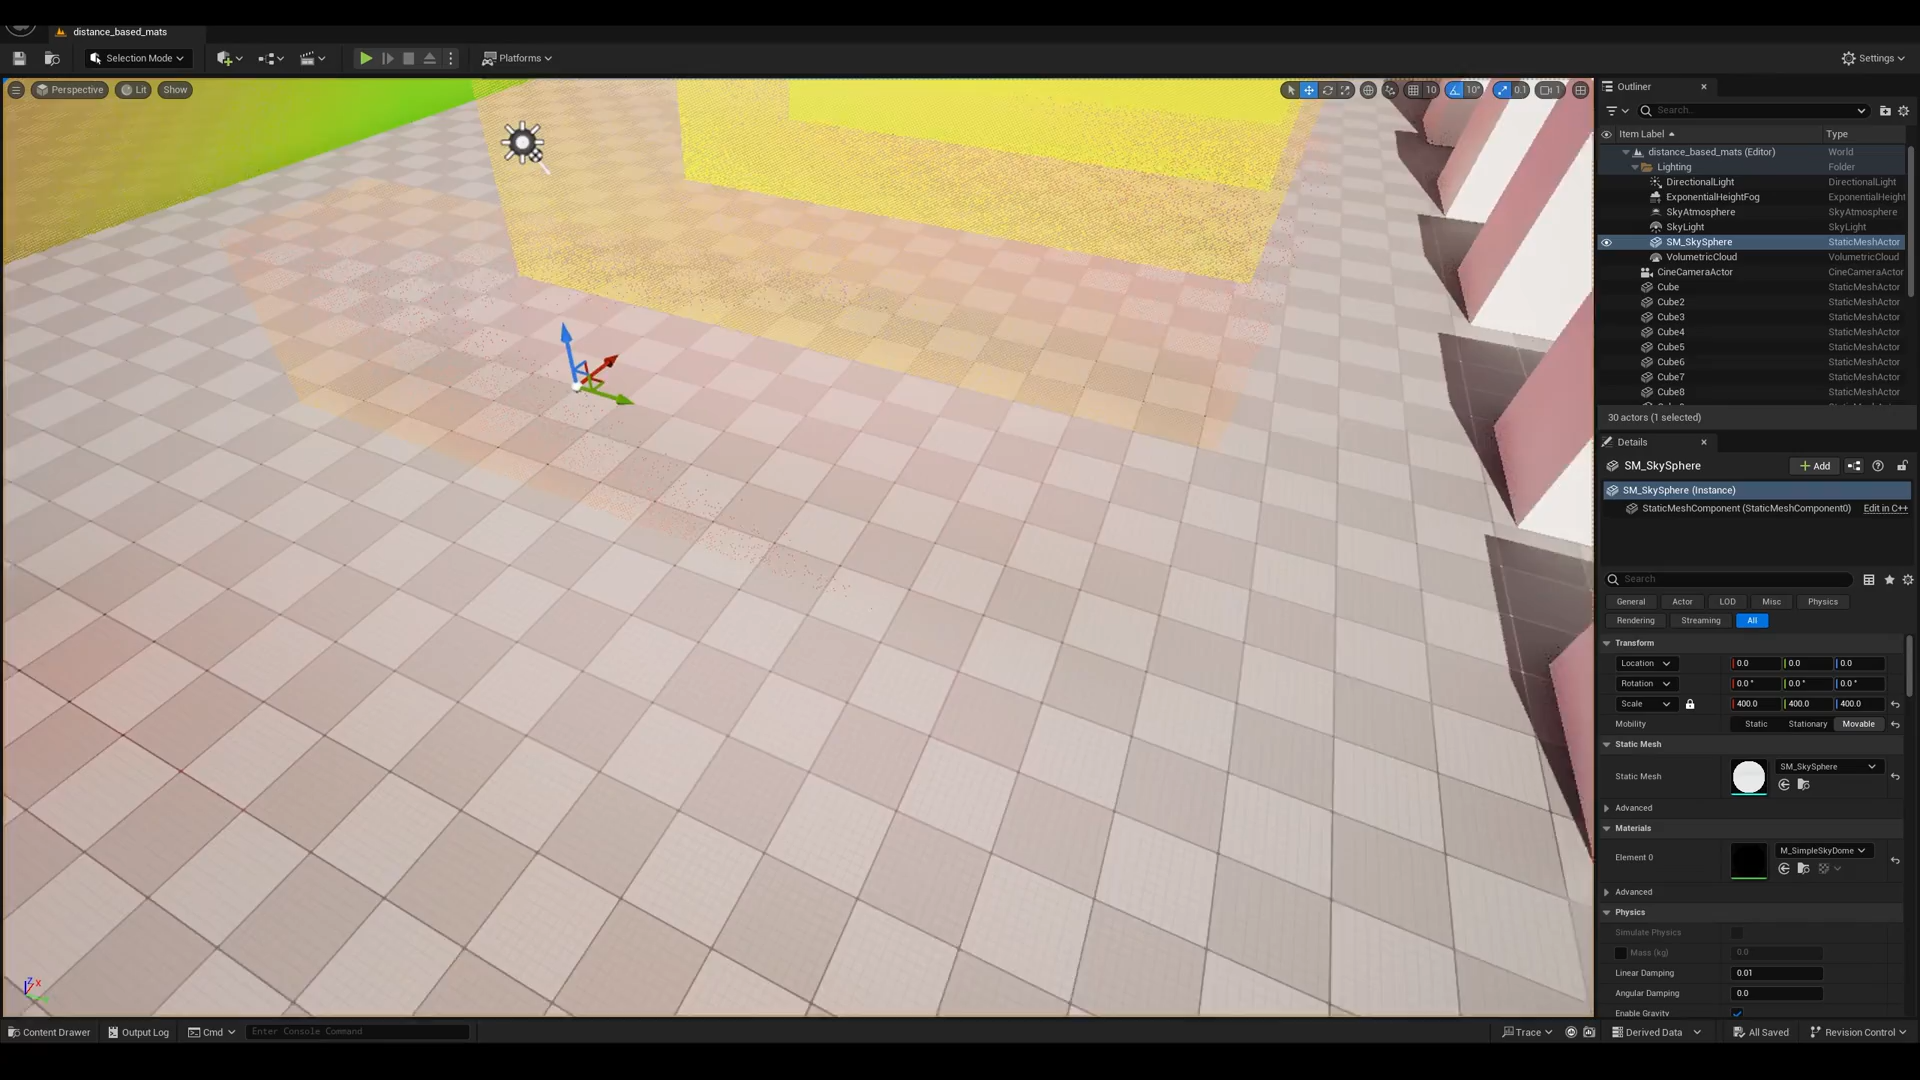 distance_based_mats
Selection Mode
Platforms
Settings
Perspective
Lit
Show
10
10°
0.1
1
Outliner
Search...
Item Label
Type
distance_based_mats (Editor)
World
Lighting
Folder
DirectionalLight
DirectionalLight
ExponentialHeightFog
ExponentialHeight
SkyAtmosphere
SkyAtmosphere
SkyLight
SkyLight
SM_SkySphere
StaticMeshActor
VolumetricCloud
VolumetricCloud
CineCameraActor
CineCameraActor
Cube
StaticMeshActor
Cube2
StaticMeshActor
Cube3
StaticMeshActor
Cube4
StaticMeshActor
Cube5
StaticMeshActor
Cube6
StaticMeshActor
Cube7
StaticMeshActor
Cube8
StaticMeshActor
30 actors (1 selected)
Details
SM_SkySphere
Add
SM_SkySphere (Instance)
StaticMeshComponent (StaticMeshComponent0)
Edit in C++
Search
General
Actor
LOD
Misc
Physics
Rendering
Streaming
All
Transform
Location
0.0
0.0
0.0
Rotation
0.0 °
0.0 °
0.0 °
Scale
400.0
400.0
400.0
Mobility
Static
Stationary
Movable
Static Mesh
Static Mesh
SM_SkySphere
Advanced
Materials
Element 0
M_SimpleSkyDome
Advanced
Physics
Simulate Physics
Mass (kg)
0.0
Linear Damping
0.01
Angular Damping
0.0
Enable Gravity
Z
X
Content Drawer
Output Log
Cmd
Enter Console Command
Trace
Derived Data
All Saved
Revision Control